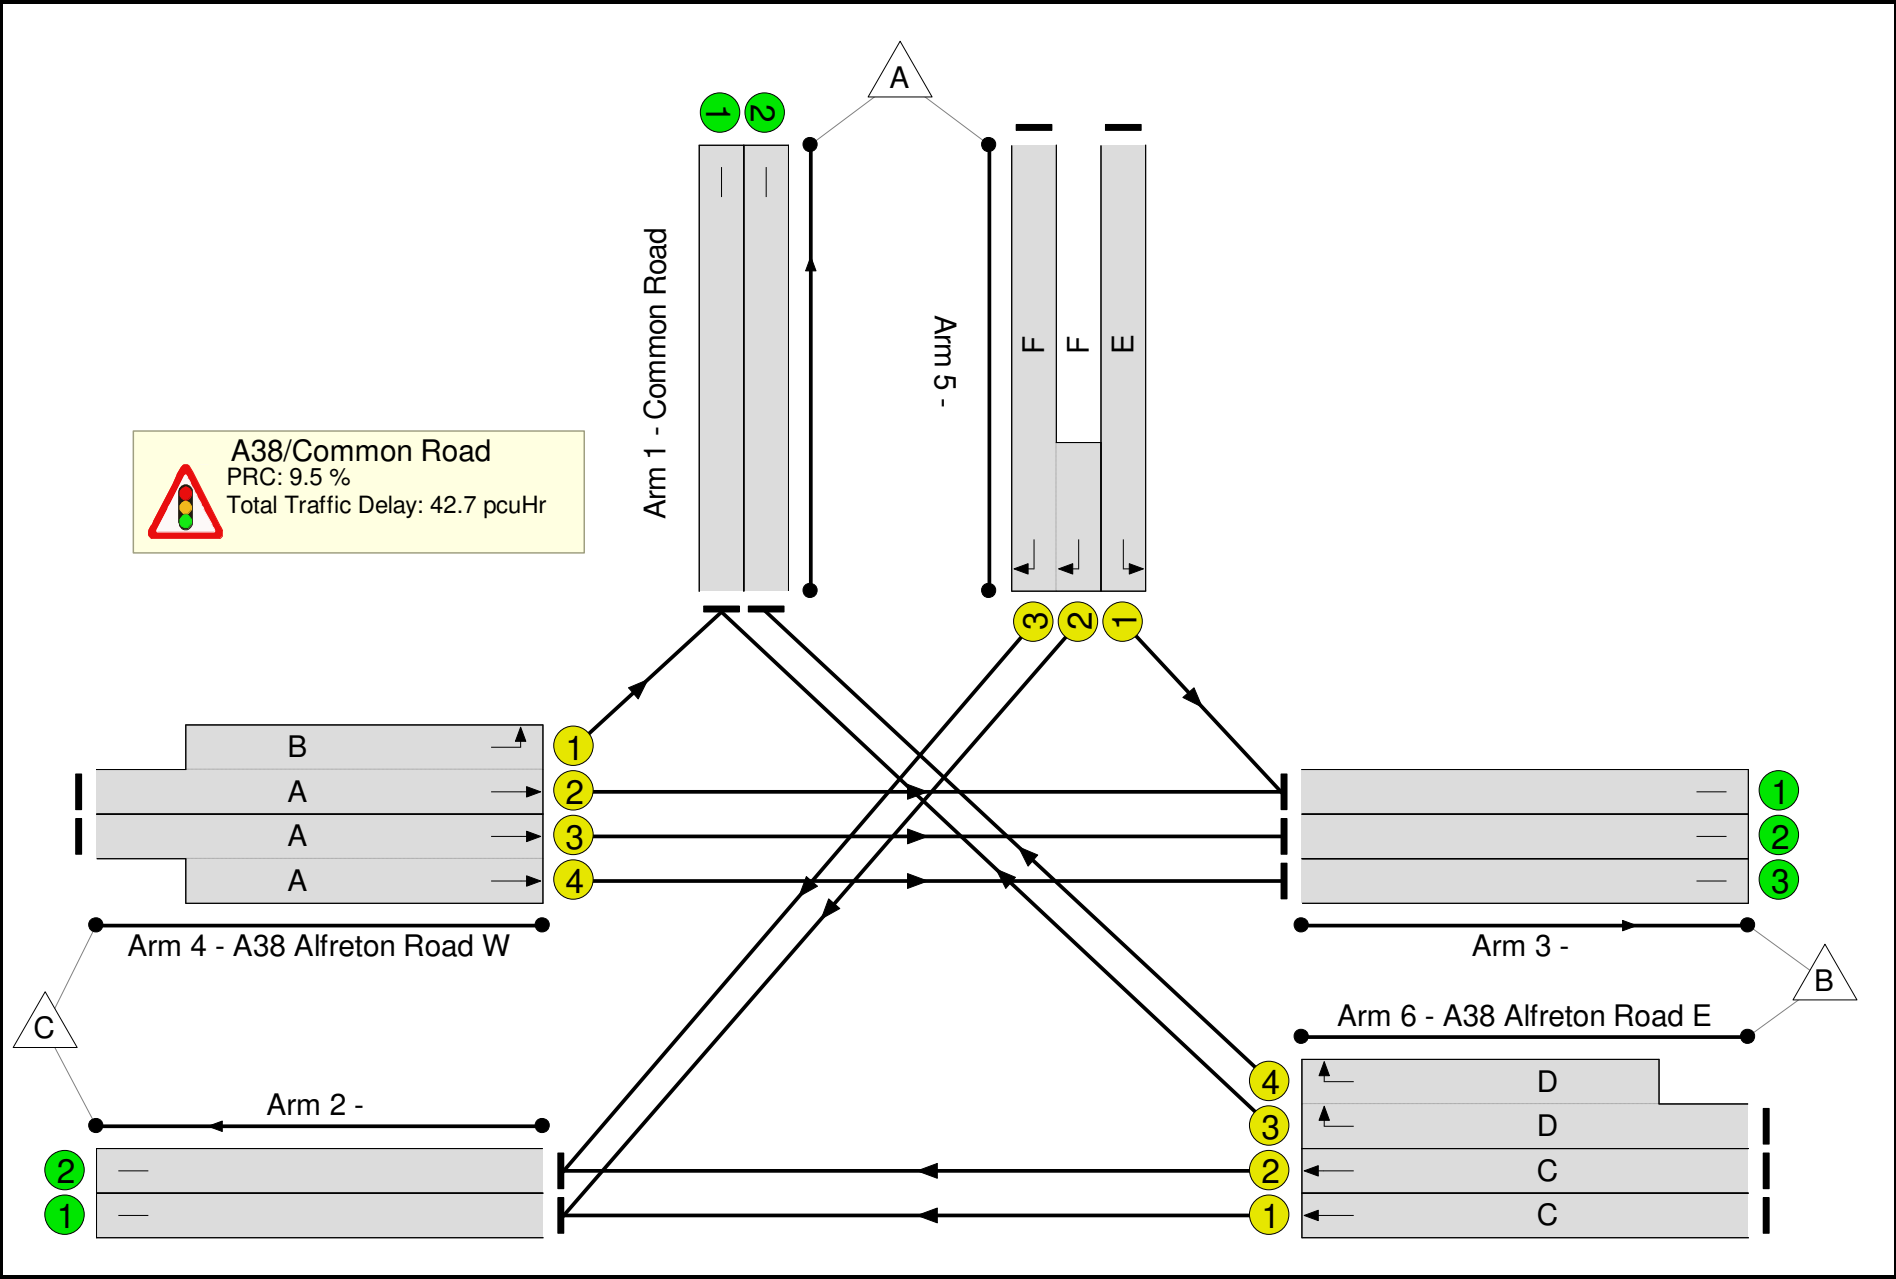 A
1 2
Arm 1 - Common Road
Arm 5 -
F F E
A38/Common Road
PRC: 9.5 %
Total Traffic Delay: 42.7 pcuHr
3 2 1
B 1
A 2
A 3
A 4
Arm 4 - A38 Alfreton Road W
1
2
3
Arm 3 -
B
C
Arm 6 - A38 Alfreton Road E
4 D
3 D
2 C
1 C
Arm 2 -
2
1